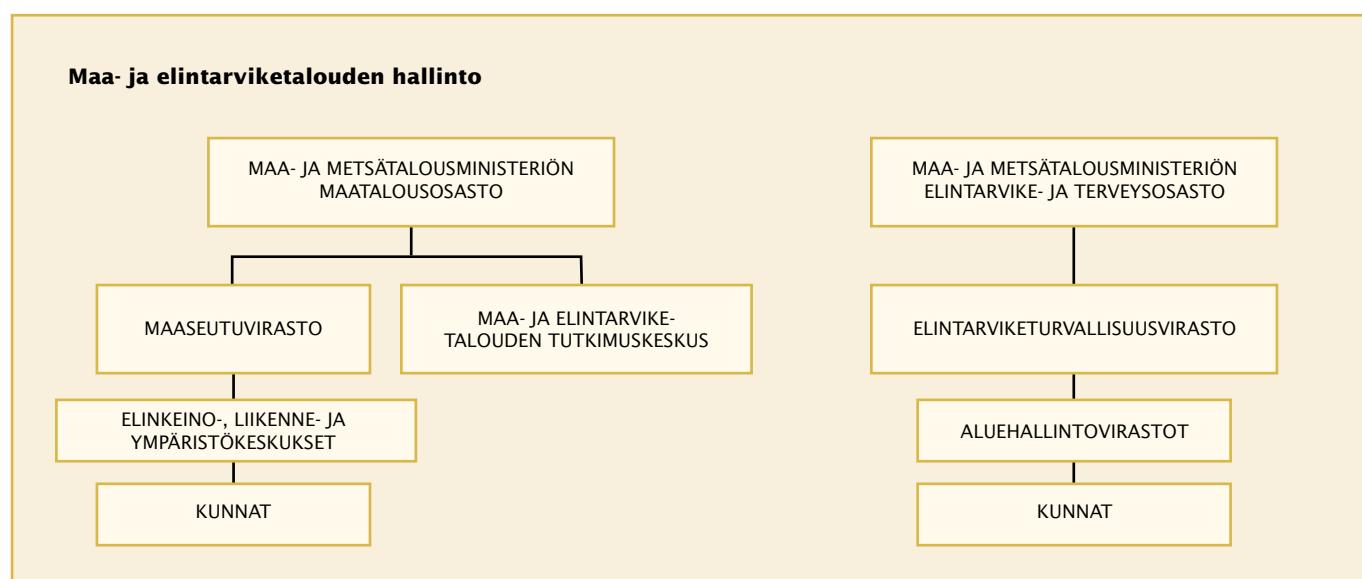 Maa- ja elintarviketalouden hallinto
MAA- JA METSÄTALOUSMINISTERIÖN
MAATALOUSOSASTO
MAASEUTUVIRASTO
MAA- JA ELINTARVIKE-
TALOUDEN TUTKIMUSKESKUS
ELINKEINO-, LIIKENNE- JA
YMPÄRISTÖKESKUKSET
KUNNAT
MAA- JA METSÄTALOUSMINISTERIÖN
ELINTARVIKE- JA TERVEYSOSASTO
ELINTARVIKETURVALLISUUSVIRASTO
ALUEHALLINTOVIRASTOT
KUNNAT